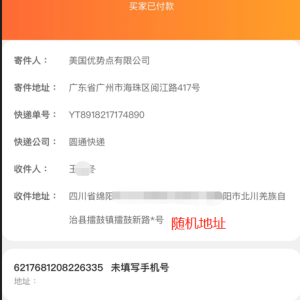 买家已付款
寄件人： 美国优势点有限公司
寄件地址： 广东省广州市海珠区阅江路417号
快递单号： YT8918217174890
快递公司： 圆通快递
收件人： 王 冬
收件地址： 四川省绵阳 阳市北川羌族自
治县擂鼓镇擂鼓新路*号 随机地址
6217681208226335 未填写手机号
地址：